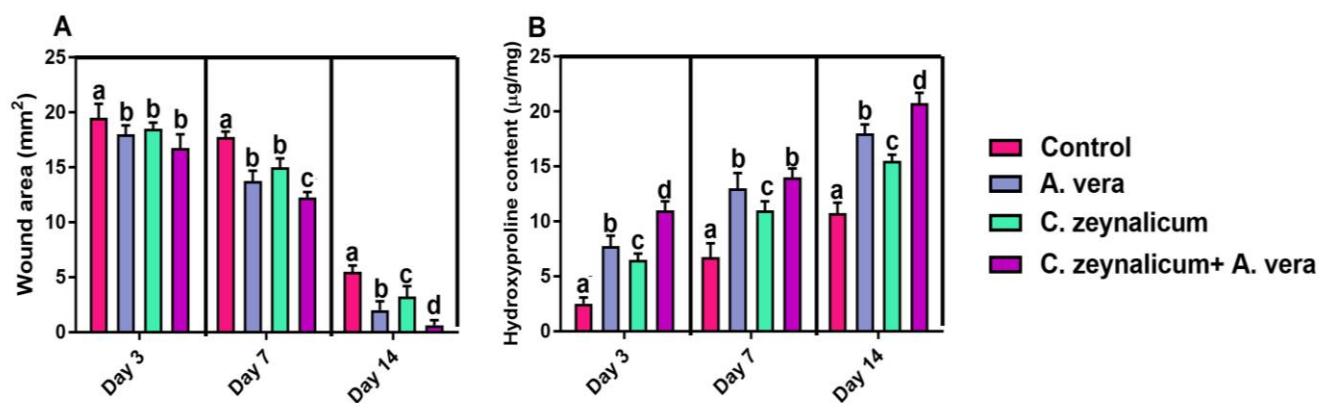 A
Wound area (mm²)
25
20
15
10
5
0
a
b
b
b
a
b
b
c
a
b
c
d
Day 3
Day 7
Day 14
B
Hydroxyproline content (µg/mg)
25
20
15
10
5
0
a
b
c
d
a
b
c
b
a
b
c
d
Day 3
Day 7
Day 14
Control
A. vera
C. zeynalicum
C. zeynalicum+ A. vera